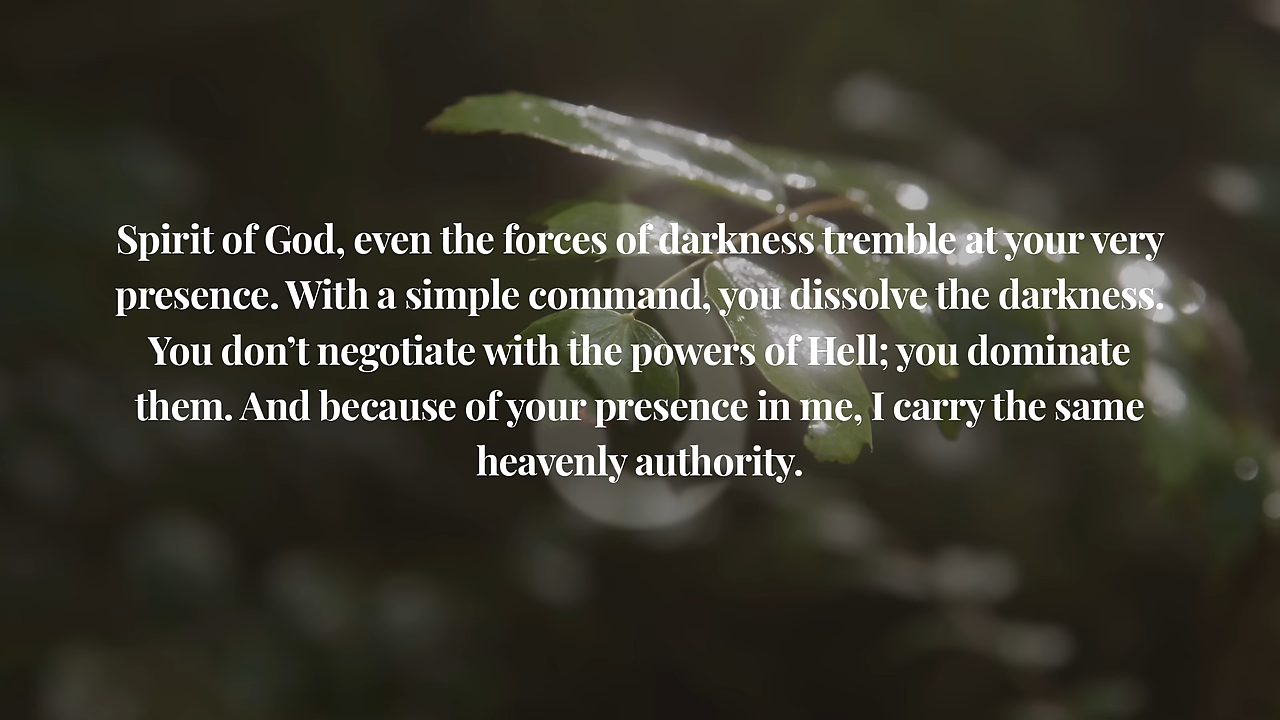 Spirit of God, even the forces of darkness tremble at your very
presence. With a simple command, you dissolve the darkness.
You don’t negotiate with the powers of Hell; you dominate
them. And because of your presence in me, I carry the same
heavenly authority.